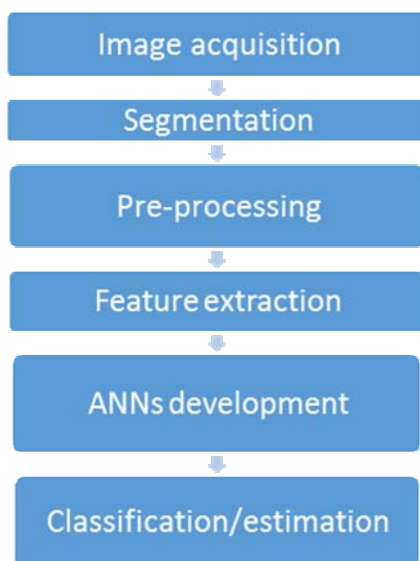 Image acquisition
Segmentation
Pre-processing
Feature extraction
ANNs development
Classification/estimation